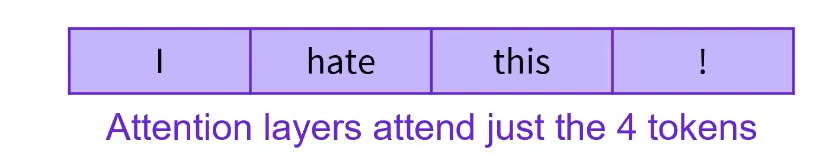 I hate this !
Attention layers attend just the 4 tokens